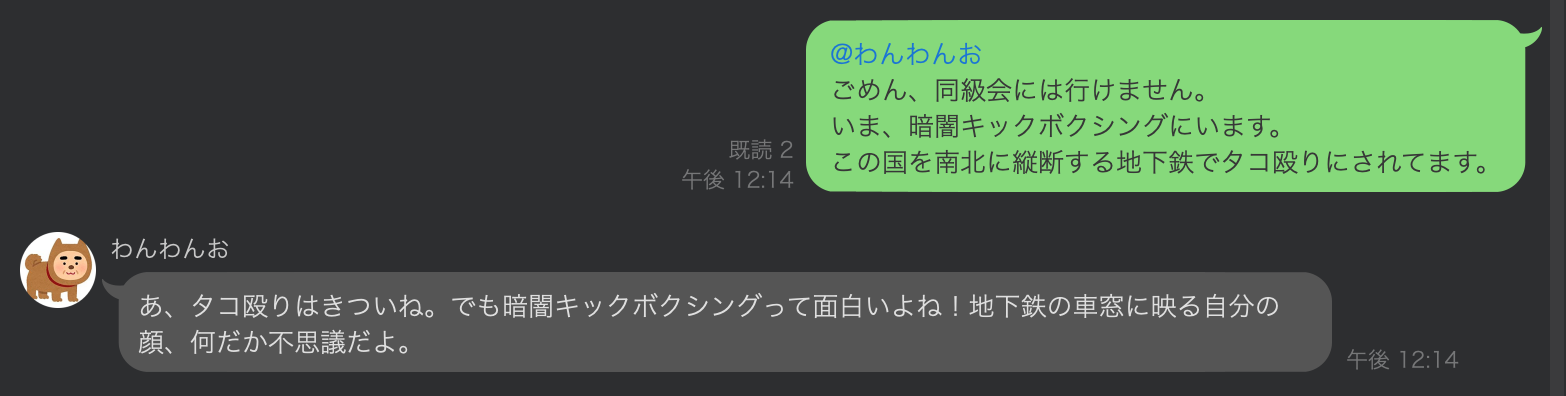 @わんわんお
ごめん、同級会には行けません。
いま、暗闇キックボクシングにいます。
この国を南北に縦断する地下鉄でタコ殴りにされてます。
既読 2
午後 12:14
わんわんお
あ、タコ殴りはきついね。でも暗闇キックボクシングって面白いよね！地下鉄の車窓に映る自分の
顔、何だか不思議だよ。
午後 12:14